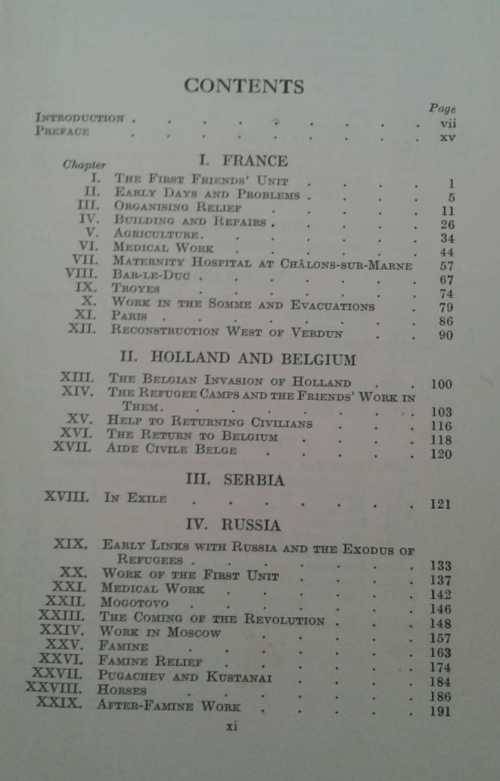 CONTENTS
Page
INTRODUCTION . . . . . . . . vii
PREFACE . . . . . . . . xv
I. FRANCE
Chapter
I. THE FIRST FRIENDS' UNIT . . . . 1
II. EARLY DAYS AND PROBLEMS . . . . 5
III. ORGANISING RELIEF . . . . . 11
IV. BUILDING AND REPAIRS . . . . . 26
V. AGRICULTURE . . . . . . 34
VI. MEDICAL WORK . . . . . . 44
VII. MATERNITY HOSPITAL AT CHÂLONS-SUR-MARNE 57
VIII. BAR-LE-DUC . . . . . . 67
IX. TROYES . . . . . . 74
X. WORK IN THE SOMME AND EVACUATIONS . . 79
XI. PARIS . . . . . . . 86
XII. RECONSTRUCTION WEST OF VERDUN . . 90
II. HOLLAND AND BELGIUM
XIII. THE BELGIAN INVASION OF HOLLAND . . 100
XIV. THE REFUGEE CAMPS AND THE FRIENDS' WORK IN
THEM . . . . . . . 103
XV. HELP TO RETURNING CIVILIANS . . . 116
XVI. THE RETURN TO BELGIUM . . . . 118
XVII. AIDE CIVILE BELGE . . . . . 120
III. SERBIA
XVIII. IN EXILE . . . . . . . 121
IV. RUSSIA
XIX. EARLY LINKS WITH RUSSIA AND THE EXODUS OF
REFUGEES . . . . . . . 133
XX. WORK OF THE FIRST UNIT . . . . 137
XXI. MEDICAL WORK . . . . . . 142
XXII. MOGOTOVO . . . . . . 146
XXIII. THE COMING OF THE REVOLUTION . . . 148
XXIV. WORK IN MOSCOW . . . . . 157
XXV. FAMINE . . . . . . . 163
XXVI. FAMINE RELIEF . . . . . . 174
XXVII. PUGACHEV AND KUSTANAI . . . . 184
XXVIII. HORSES . . . . . . . 186
XXIX. AFTER-FAMINE WORK . . . . . 191
xi